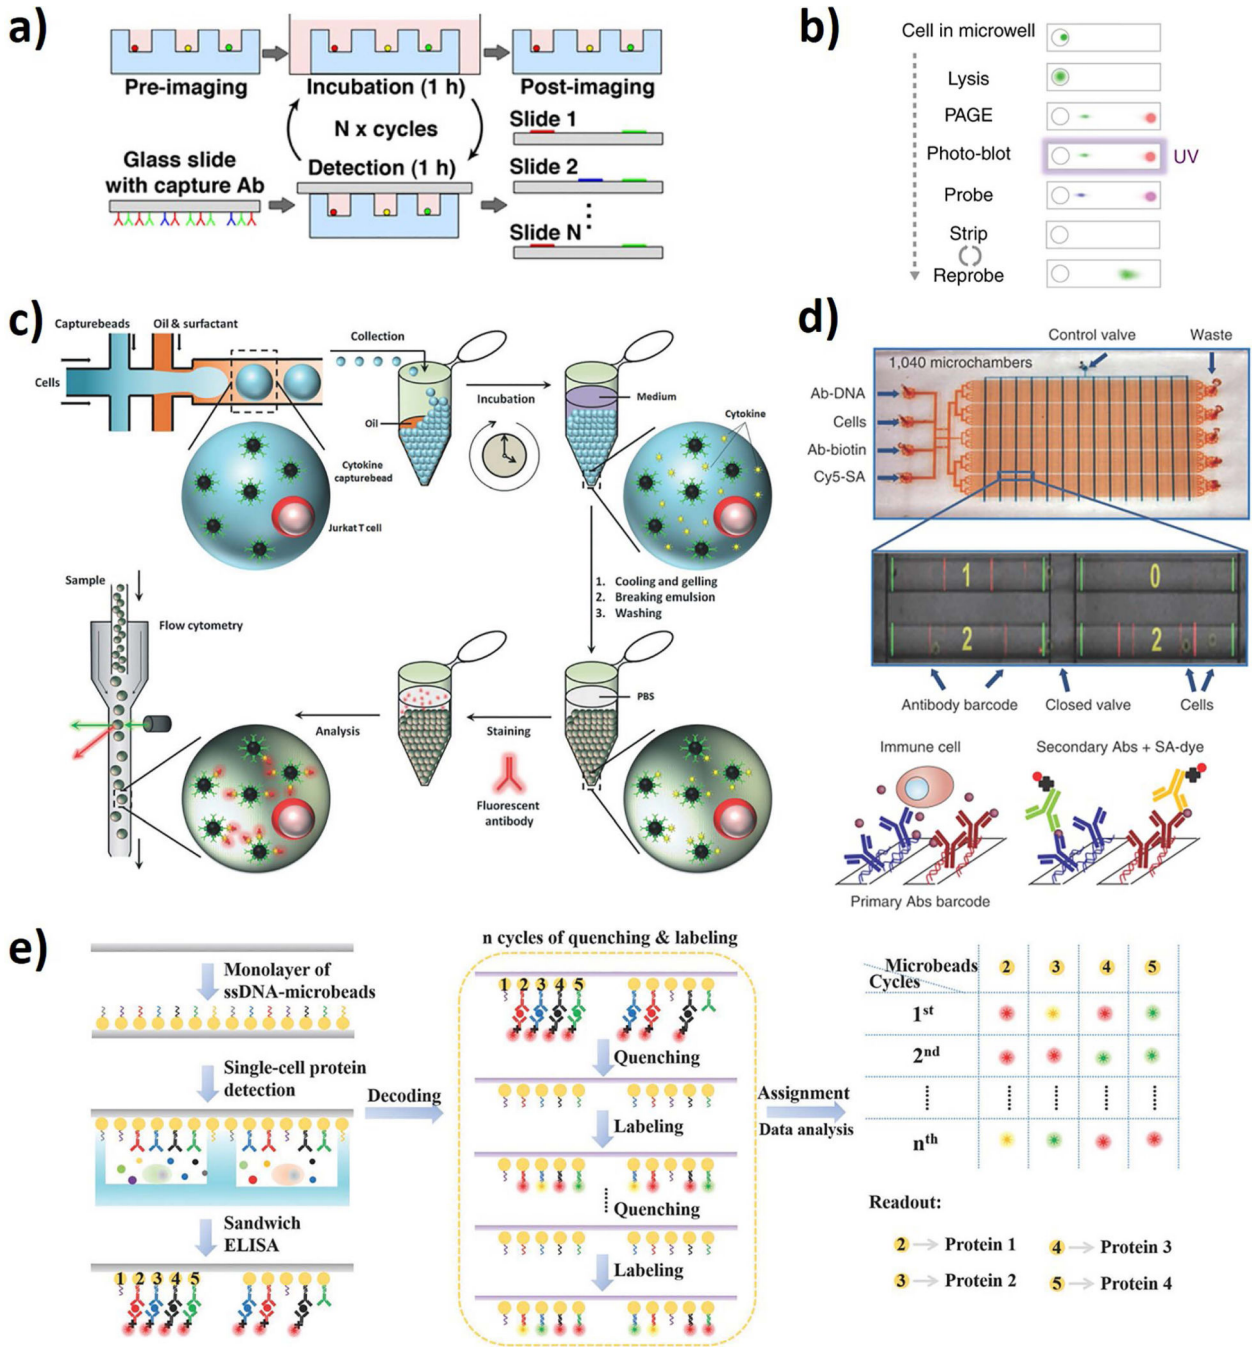 a)
Pre-imaging
Incubation (1 h)
Post-imaging
N x cycles
Glass slide
with capture Ab
Detection (1 h)
Slide 1
Slide 2
Slide N
b)
Cell in microwell
Lysis
PAGE
Photo-blot
UV
Probe
Strip
Reprobe
c)
Capturebeads
Oil & surfactant
Cells
Collection
Oil
Incubation
Medium
Cytokine
Cytokine
capturebead
Jurkat T cell
1. Cooling and gelling
2. Breaking emulsion
3. Washing
Sample
Flow cytometry
Analysis
Staining
Fluorescent
antibody
PBS
d)
Control valve
Waste
1,040 microchambers
Ab-DNA
Cells
Ab-biotin
Cy5-SA
1
0
2
2
Antibody barcode
Closed valve
Cells
Immune cell
Secondary Abs + SA-dye
Primary Abs barcode
e)
Monolayer of
ssDNA-microbeads
Single-cell protein
detection
Sandwich
ELISA
1 2 3 4 5
Decoding
n cycles of quenching & labeling
1 2 3 4 5
Quenching
Labeling
Quenching
Labeling
Assignment
Data analysis
Microbeads
Cycles
2 3 4 5
1st
2nd
nth
Readout:
2 Protein 1
4 Protein 3
3 Protein 2
5 Protein 4